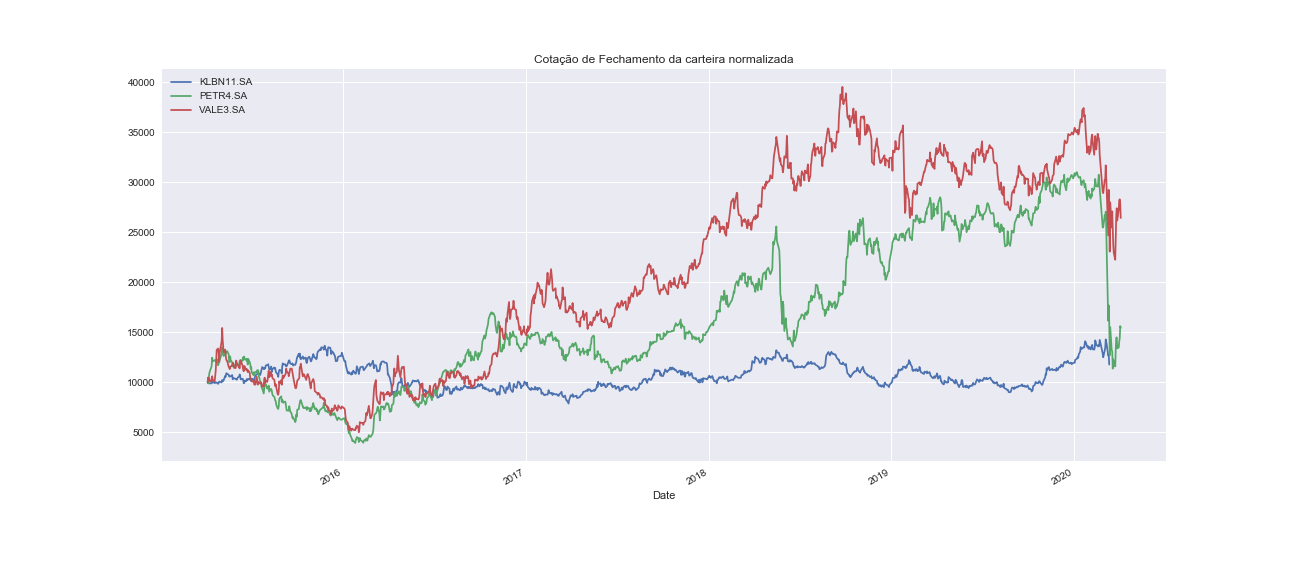 Cotação de Fechamento da carteira normalizada
KLBN11.SA
PETR4.SA
VALE3.SA
40000
35000
30000
25000
20000
15000
10000
5000
2016
2017
2018
2019
2020
Date